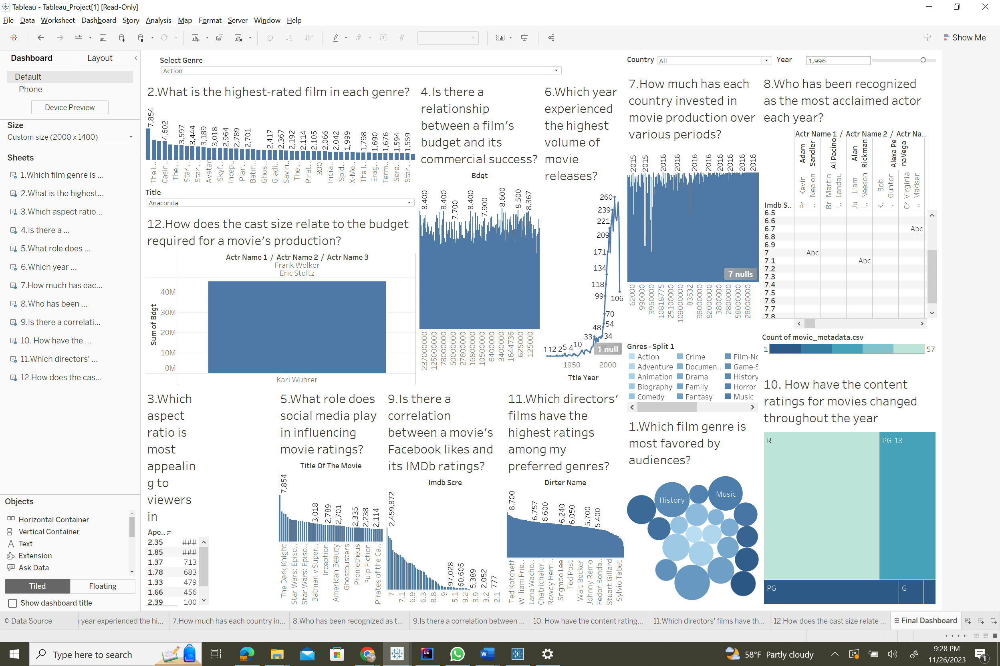 Tableau - Tableau_Project[1] [Read-Only]
File Data Worksheet Dashboard Story Analysis Map Format Server Window Help
Show Me
Dashboard Layout
Default
Phone
Device Preview
Size
Custom size (2000 x 1400)
Sheets
1.Which film genre is ...
2.What is the highest...
3.Which aspect ratio...
4.Is there a ...
5.What role does ...
6.Which year ...
7.How much has eac...
8.Who has been ...
9.Is there a correlati...
10. How have the ...
11.Which directors' ...
12.How does the cas...
Objects
Horizontal Container
Vertical Container
Text
Extension
Ask Data
Tiled Floating
Show dashboard title
Select Genre
Action
Country All Year 1,996
2.What is the highest-rated film in each genre?
7,854 4,602 3,597 3,444 3,189 3,018 2,964 2,789 2,701 2,417 2,367 2,192 2,114 2,105 2,066 2,042 1,999 1,798 1,690 1,676 1,594 1,559
The L.. Casin.. The .. Star .. Star .. Avatar Skyf.. Incep.. Plan.. Batm.. Ghos.. Gladi.. Savin.. The .. Pirat.. 300 India.. Spid.. X-Me.. The I.. Erag.. Term.. Sere.. Star ..
Title
Anaconda
12.How does the cast size relate to the budget
required for a movie's production?
Actr Name 1 / Actr Name 2 / Actr Name 3
Frank Welker
Eric Stoltz
Sum of Bdgt
40M
30M
20M
10M
0M
Kari Wuhrer
4.Is there a
relationship
between a film's
budget and its
commercial success?
Bdgt
8.400 8.400 7.700 8.400 7.900 8.600 8.500 8.367
237000000 125000000 78000000 50000000 27800000 16800000 10500000 6400000 3400000 1644736 625000 125000
6.Which year
experienced
the highest
volume of
movie
releases?
260
239
221
209
171
134
118
99
106
70
54
48
34
33
10
1 1 2 2 5 4
1 null
1950 2000
Ttle Year
7.How much has each
country invested in
movie production over
various periods?
2015 2015 2016 2016 2016 2016 2016 2016 2016 2016
7 nulls
62000 990000 3950000 10818775 25100000 109000000 83532 98000000 82000000 3800000 2800000 58000000 28000000
8.Who has been recognized
as the most acclaimed actor
each year?
Actr Name 1 / Actr Name 2 / Actr Na..
Adam Sandler Al Pacino Alan Rickman Alexa PenaVega
Kevin Nealon Martin Landau Liam Neeson Bob Gunton Virginia Madsen
Fr .. Br i.. Ju l.. K. . Cr ..
Imdb S..
6.5
6.6
6.7 Abc
6.8
6.9
7 Abc
7.1 Abc
7.2
7.3
7.4
7.5
7.6
7.7
7.8
Count of movie_metadata.csv
1 57
Gnres - Split 1
Action Crime Film-No
Adventure Documen.. Game-S
Animation Drama History
Biography Family Horror
Comedy Fantasy Music
3.Which
aspect
ratio is
most
appealin
g to
viewers
in
Ape..
2.35 ###
1.85 ###
1.37 713
1.78 683
1.33 479
1.66 456
2.39 100
5.What role does
social media play
in influencing
movie ratings?
Title Of The Movie
7,854 3,018 2,789 2,701 2,335 2,238 2,114
The Dark Knight Star Wars: Episo.. Star Wars: Episo.. Batman v Super.. Inception American Beauty Ghostbusters Prometheus Pulp Fiction Pirates of the Ca..
9.Is there a
correlation
between a movie's
Facebook likes and
its IMDb ratings?
Imdb Scre
2,459,872 97,028 60,605 5,389 2,052 777
7 7.1 6.9 6.3 8.8 9 5.1 9.2 3.9 3.2 2.1
11.Which directors'
films have the
highest ratings
among my
preferred genres?
Dirter Name
8.700 6.757 6.600 6.240 6.050 5.700 5.400
Ted Kotcheff William Frie.. Lana Wacho.. Chatrichaler.. Rowdy Herri.. Sngmoo Lee Ted Post Walt Becker Johnny Remo Fedor Bonda.. Stuart Gillard Sylvio Tabet
1.Which film genre is
most favored by
audiences?
History
Music
10. How have the content
ratings for movies changed
throughout the year
R
PG-13
PG
G
Data Source year experienced the hi... 7.How much has each country in... 8.Who has been recognized as t... 9.Is there a correlation between ... 10. How have the content rating... 11.Which directors' films have th... 12.How does the cast size relate ... Final Dashboard
Type here to search
58°F Partly cloudy
9:28 PM
11/26/2023
1